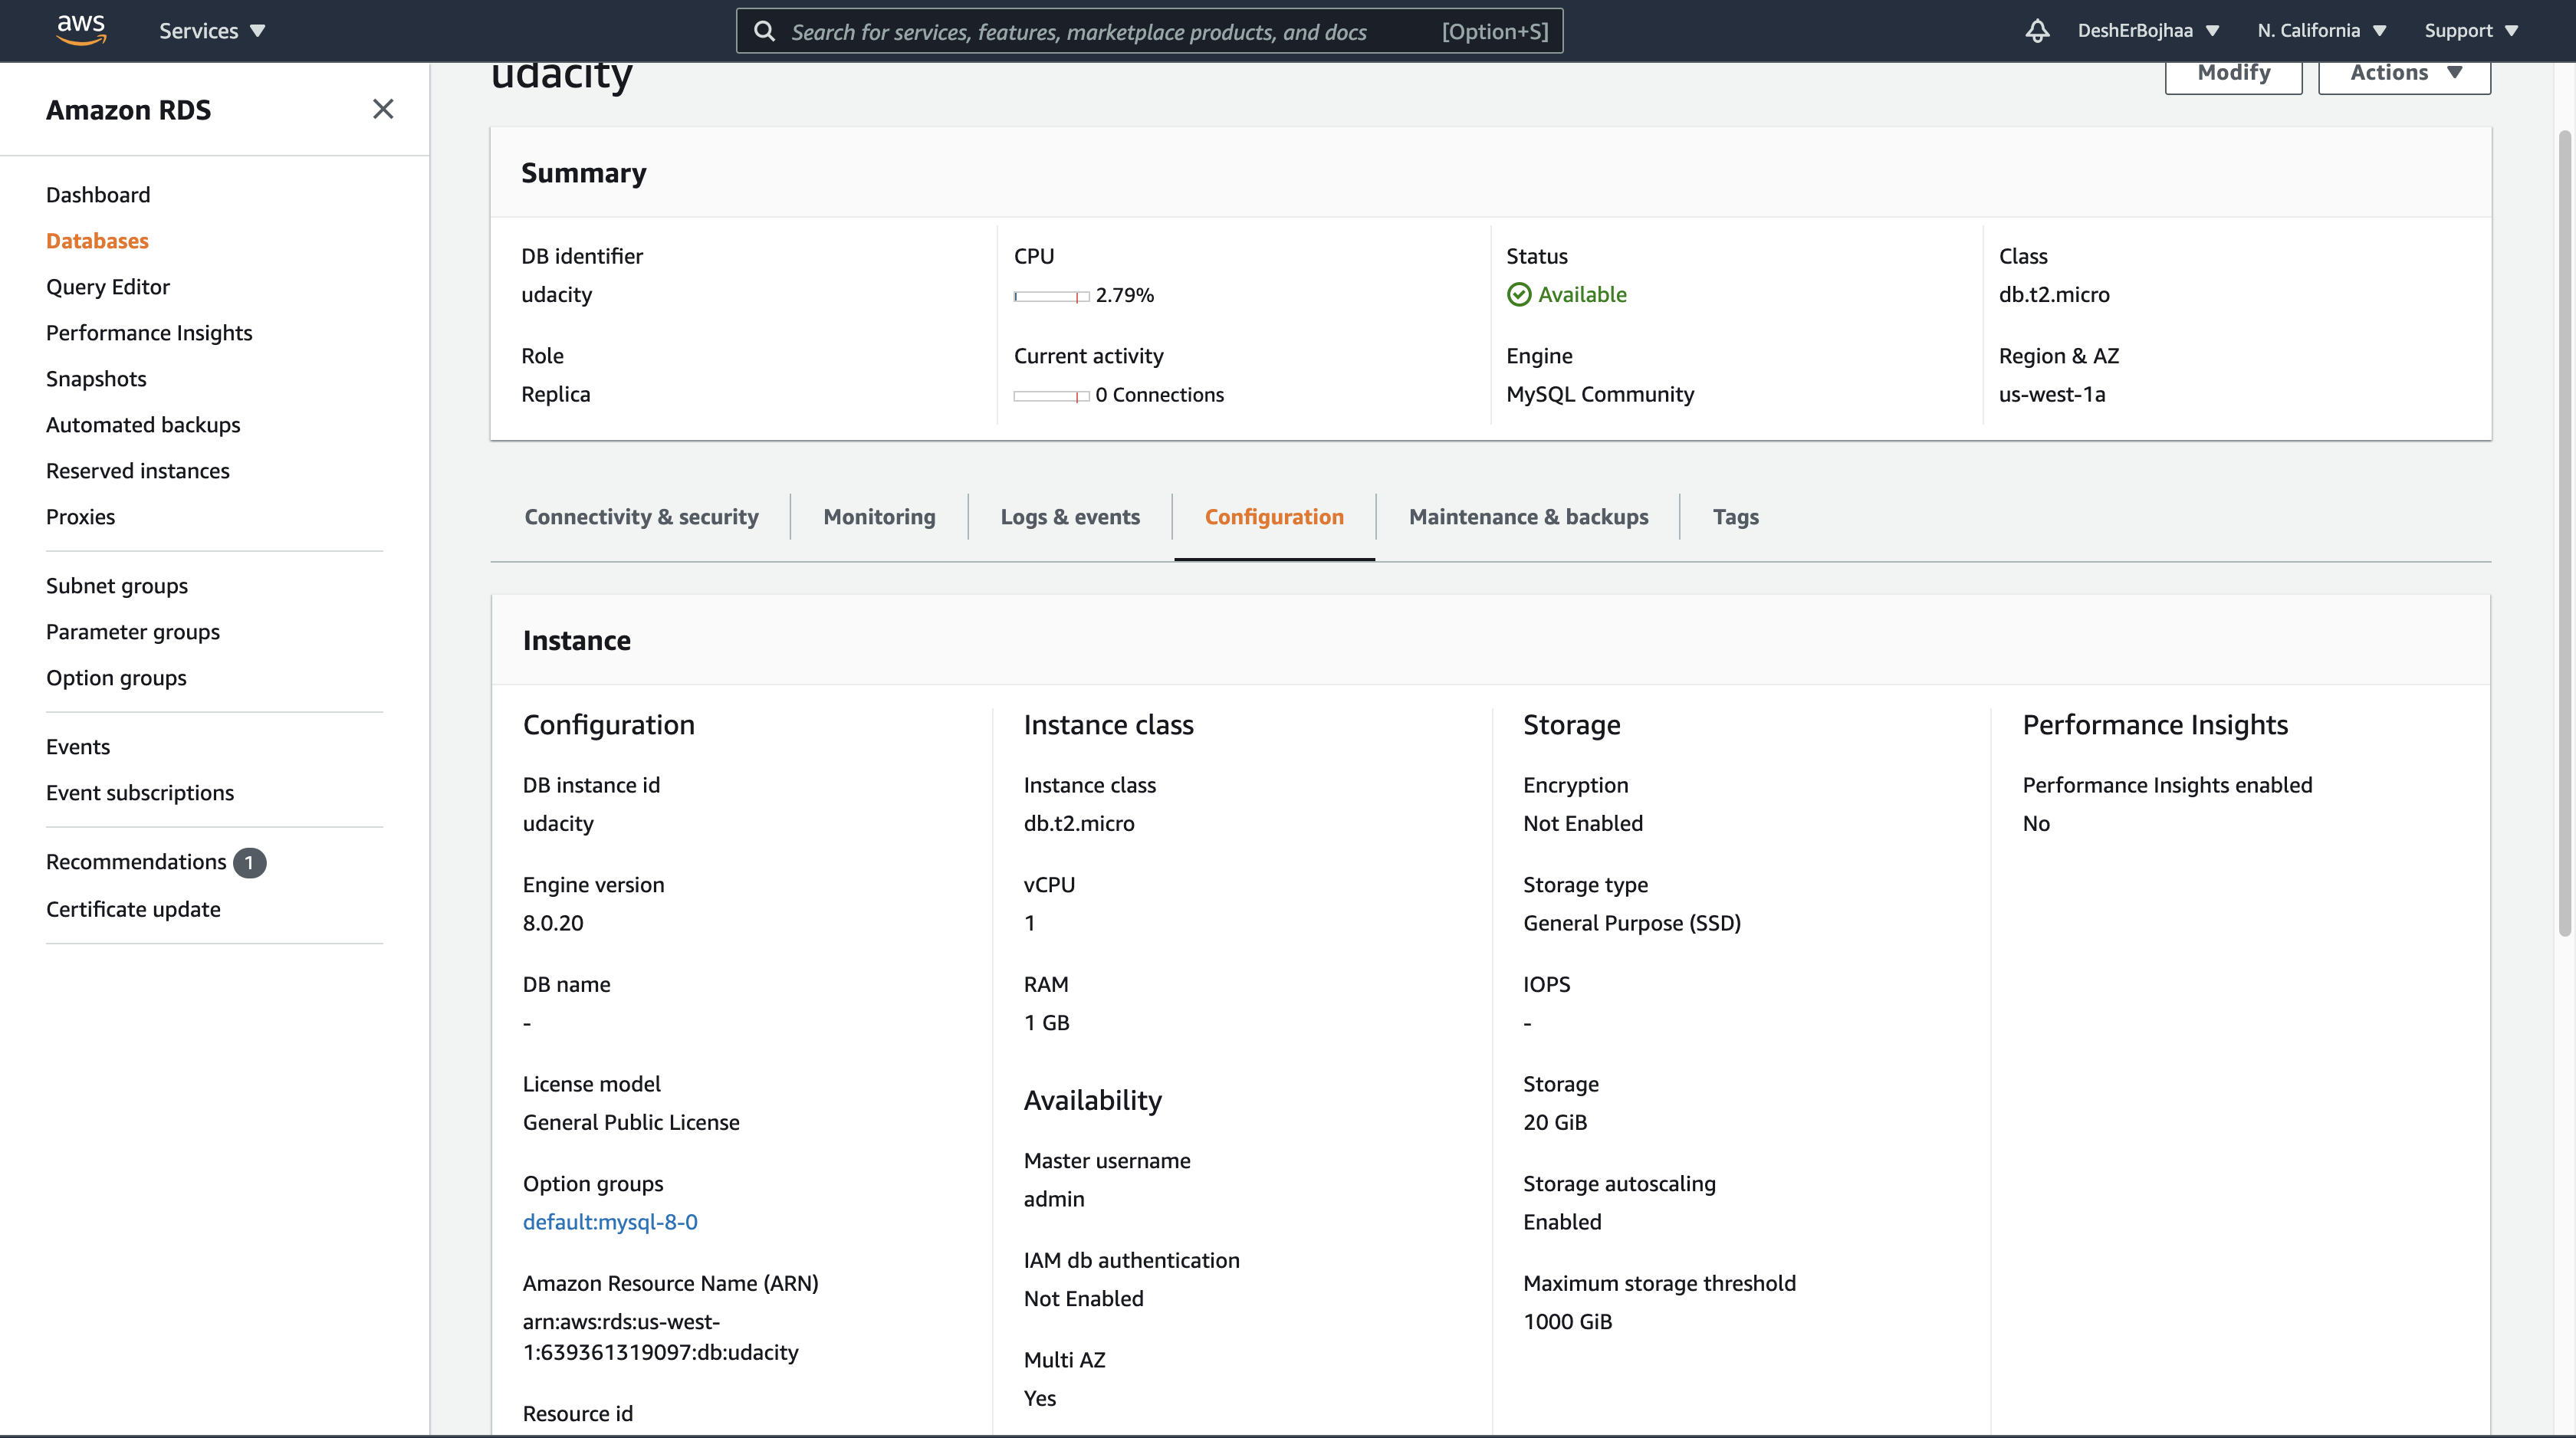 aws
Services
Search for services, features, marketplace products, and docs
[Option+S]
DeshErBojhaa
N. California
Support
Amazon RDS
Dashboard
Databases
Query Editor
Performance Insights
Snapshots
Automated backups
Reserved instances
Proxies
Subnet groups
Parameter groups
Option groups
Events
Event subscriptions
Recommendations 1
Certificate update
udacity
Modify
Actions
Summary
DB identifier
udacity
CPU
2.79%
Status
Available
Class
db.t2.micro
Role
Replica
Current activity
0 Connections
Engine
MySQL Community
Region & AZ
us-west-1a
Connectivity & security
Monitoring
Logs & events
Configuration
Maintenance & backups
Tags
Instance
Configuration
DB instance id
udacity
Engine version
8.0.20
DB name
-
License model
General Public License
Option groups
default:mysql-8-0
Amazon Resource Name (ARN)
arn:aws:rds:us-west-
1:639361319097:db:udacity
Resource id
Instance class
Instance class
db.t2.micro
vCPU
1
RAM
1 GB
Availability
Master username
admin
IAM db authentication
Not Enabled
Multi AZ
Yes
Storage
Encryption
Not Enabled
Storage type
General Purpose (SSD)
IOPS
-
Storage
20 GiB
Storage autoscaling
Enabled
Maximum storage threshold
1000 GiB
Performance Insights
Performance Insights enabled
No